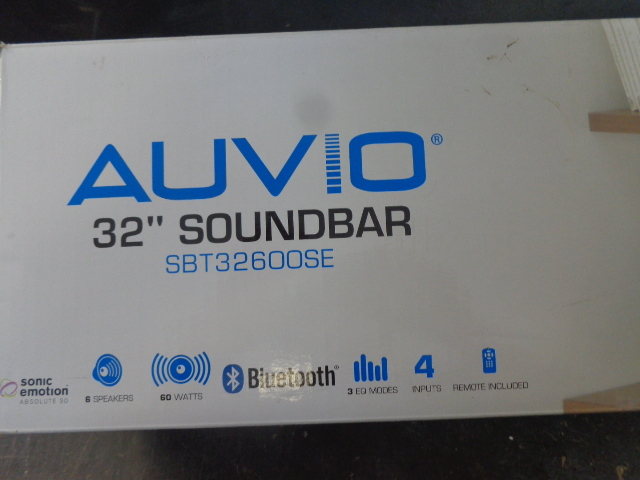 AUVIO®
32" SOUNDBAR
SBT32600SE
sonic
emotion™
ABSOLUTE 3D
6 SPEAKERS
60 WATTS
Bluetooth®
3 EQ MODES
4
INPUTS
REMOTE INCLUDED